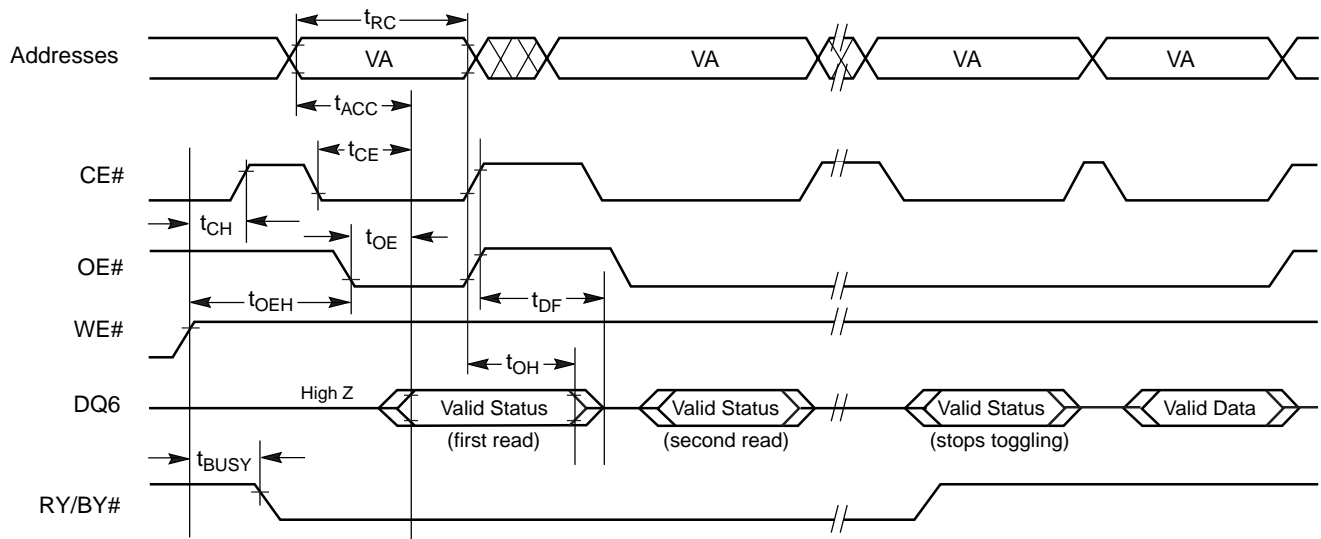 tRC
Addresses VA VA VA VA
tACC
tCE
CE#
tCH
tOE
OE#
tOEH
tDF
WE#
tOH
DQ6 High Z Valid Status Valid Status Valid Status Valid Data
(first read) (second read) (stops toggling)
tBUSY
RY/BY#